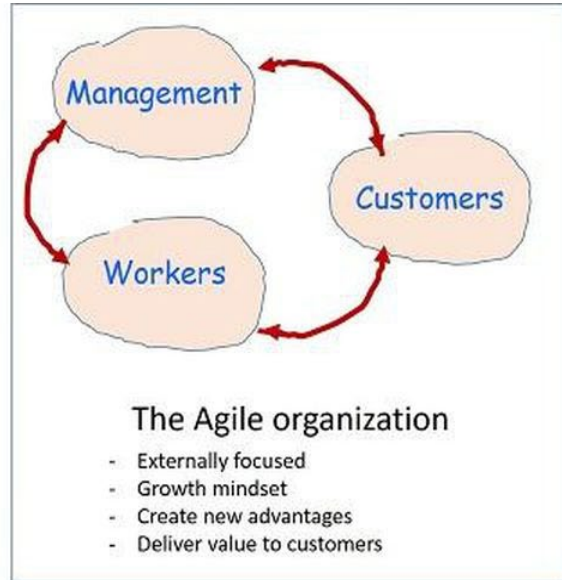 Management
Customers
Workers
The Agile organization
- Externally focused
- Growth mindset
- Create new advantages
- Deliver value to customers